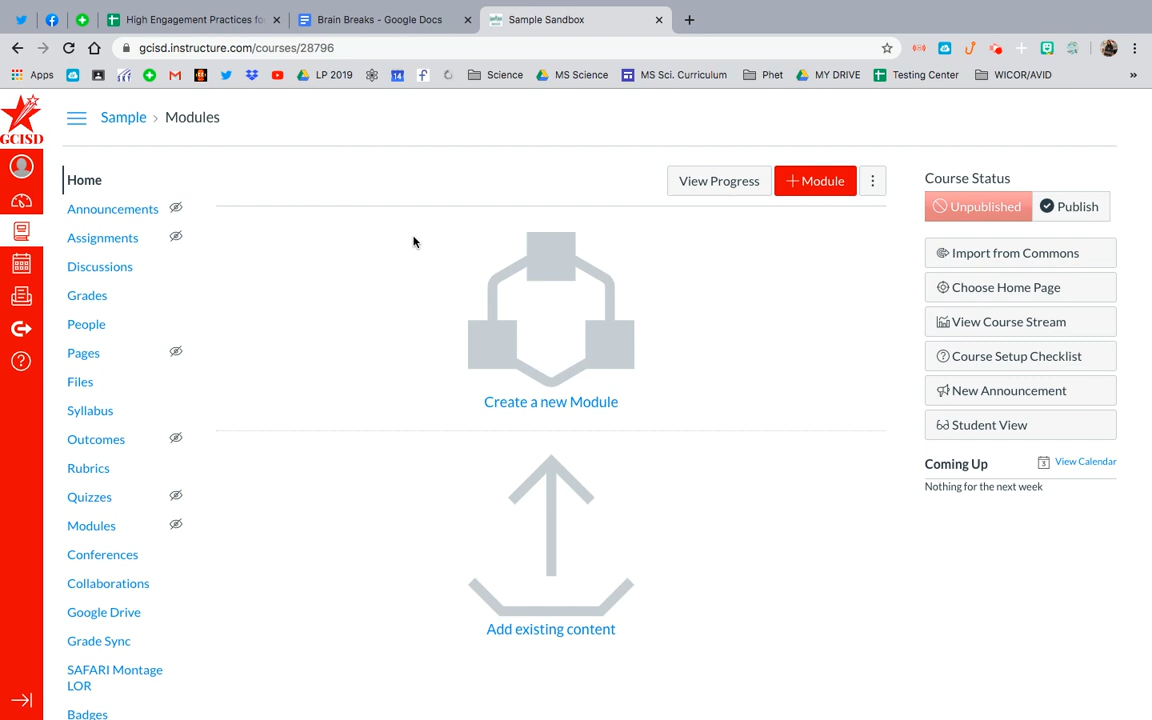 High Engagement Practices fo
Brain Breaks - Google Docs
Sample Sandbox
gcisd.instructure.com/courses/28796
Apps
LP 2019
14
Science
MS Science
MS Sci. Curriculum
Phet
MY DRIVE
Testing Center
WICOR/AVID
»
GCISD
Sample › Modules
Home
Announcements
Assignments
Discussions
Grades
People
Pages
Files
Syllabus
Outcomes
Rubrics
Quizzes
Modules
Conferences
Collaborations
Google Drive
Grade Sync
SAFARI Montage
LOR
Badges
View Progress
+ Module
Create a new Module
Add existing content
Course Status
Unpublished
Publish
Import from Commons
Choose Home Page
View Course Stream
Course Setup Checklist
New Announcement
Student View
Coming Up
3
View Calendar
Nothing for the next week